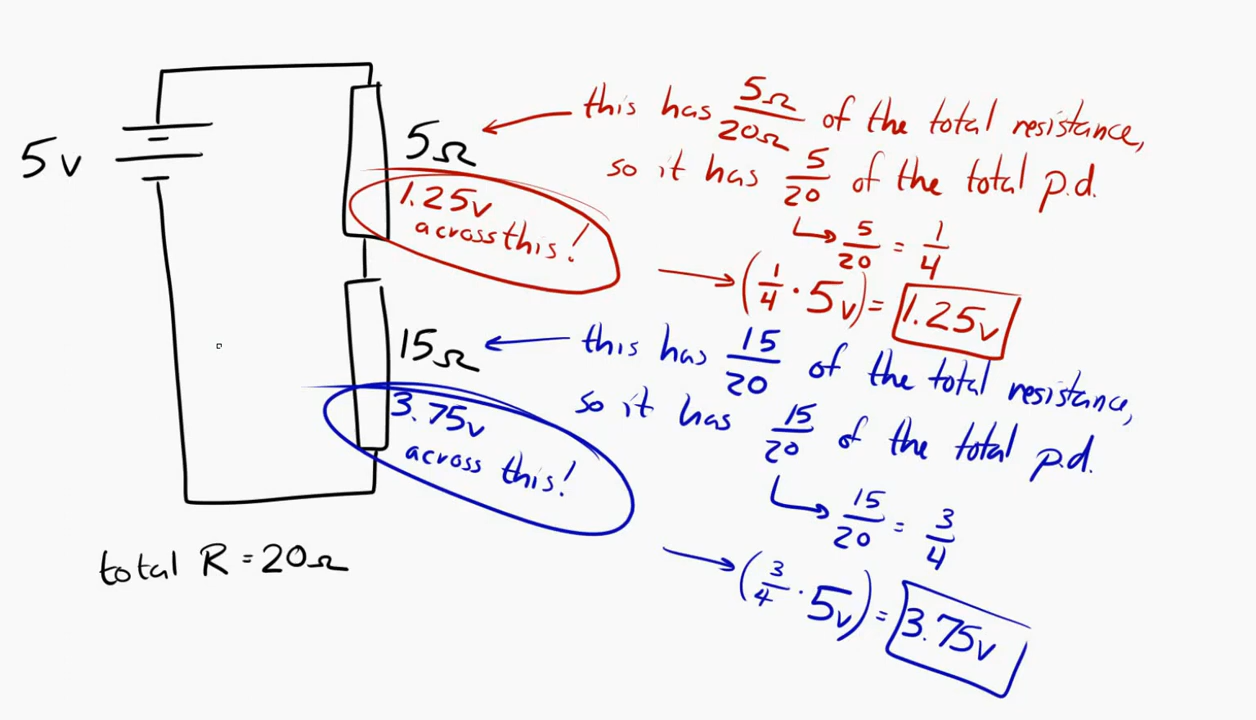 5v
5Ω
1.25v
across this!
15Ω
3.75v
across this!
total R = 20Ω
this has 5Ω/20Ω of the total resistance,
so it has 5/20 of the total p.d.
5/20 = 1/4
(1/4 · 5v) = 1.25v
this has 15/20 of the total resistance,
so it has 15/20 of the total p.d.
15/20 = 3/4
(3/4 · 5v) = 3.75v